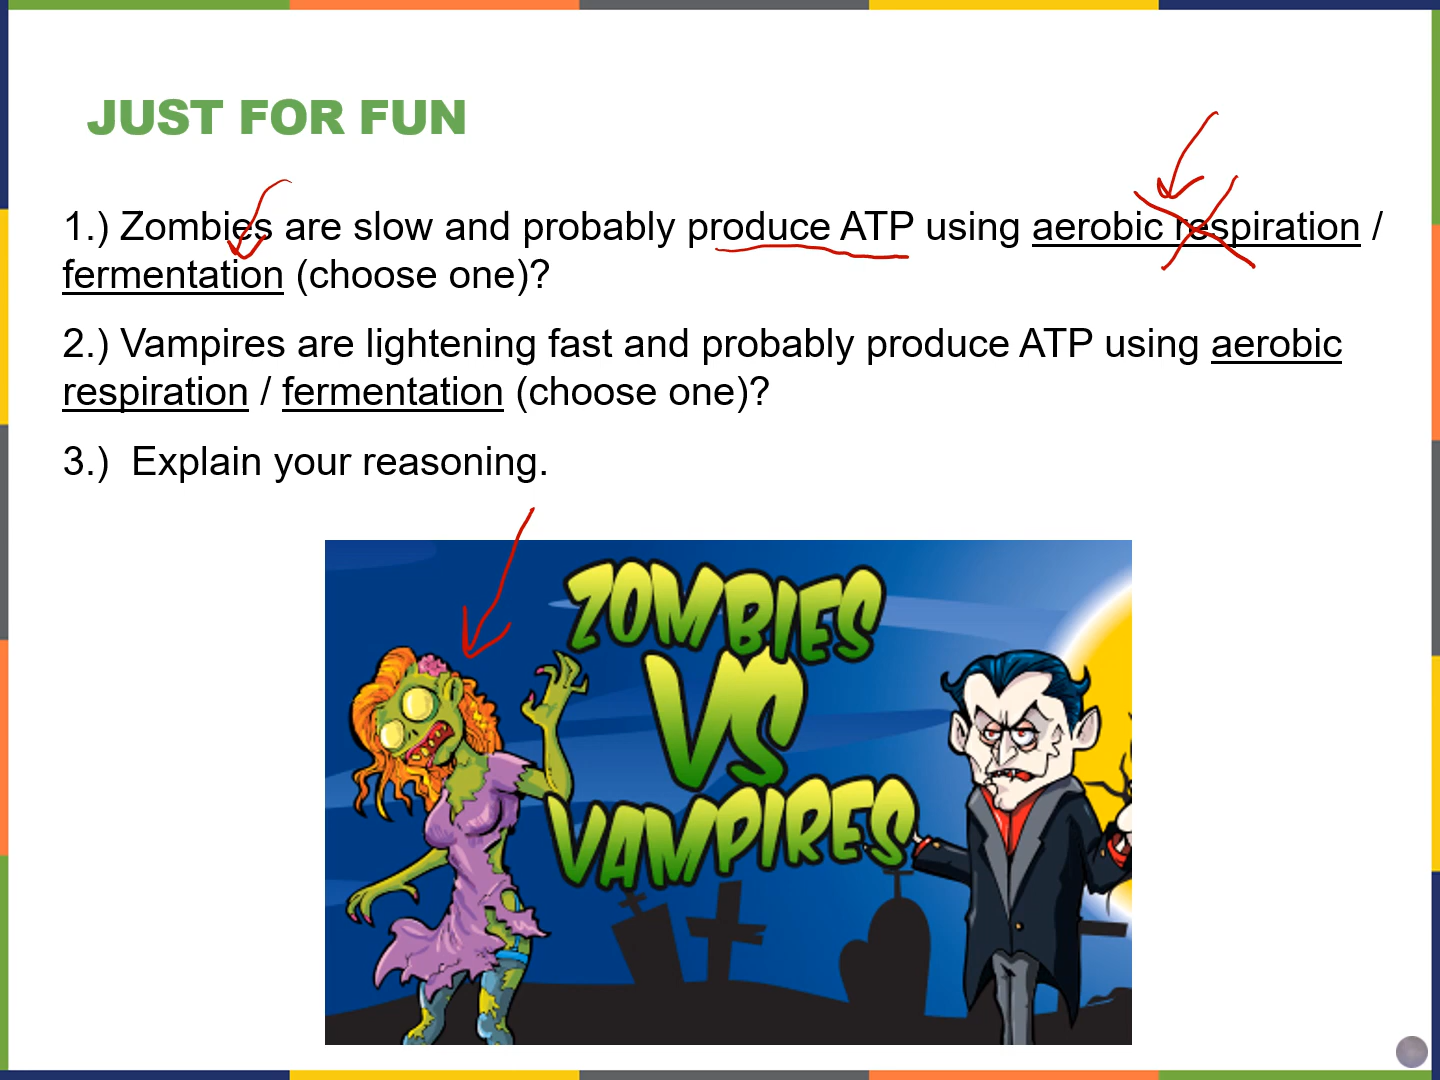 JUST FOR FUN
1.) Zombies are slow and probably produce ATP using aerobic respiration /
fermentation (choose one)?
2.) Vampires are lightening fast and probably produce ATP using aerobic
respiration / fermentation (choose one)?
3.) Explain your reasoning.
ZOMBIES
VS
VAMPIRES